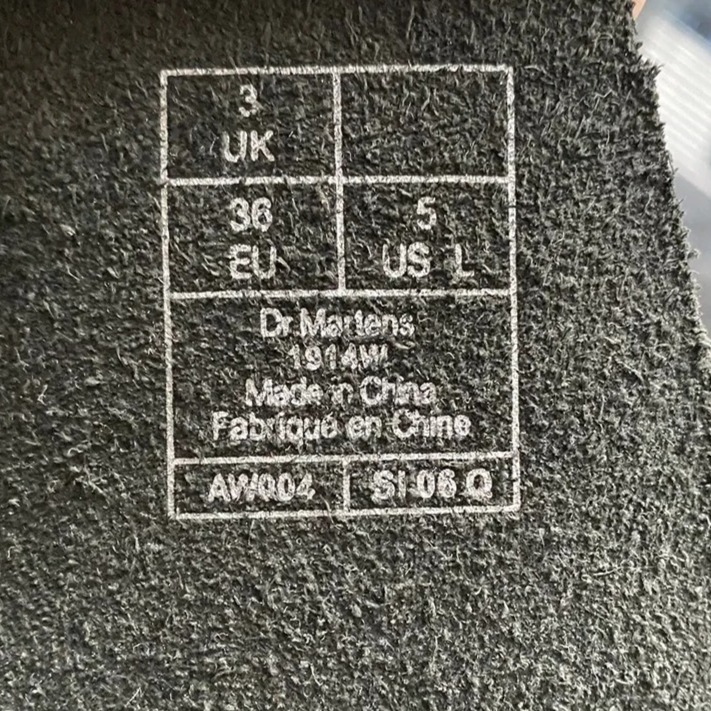 3
UK
36
EU
5
US L
Dr.Martens
1914W
Made in China
Fabriqué en Chine
AW004
SI 06 Q